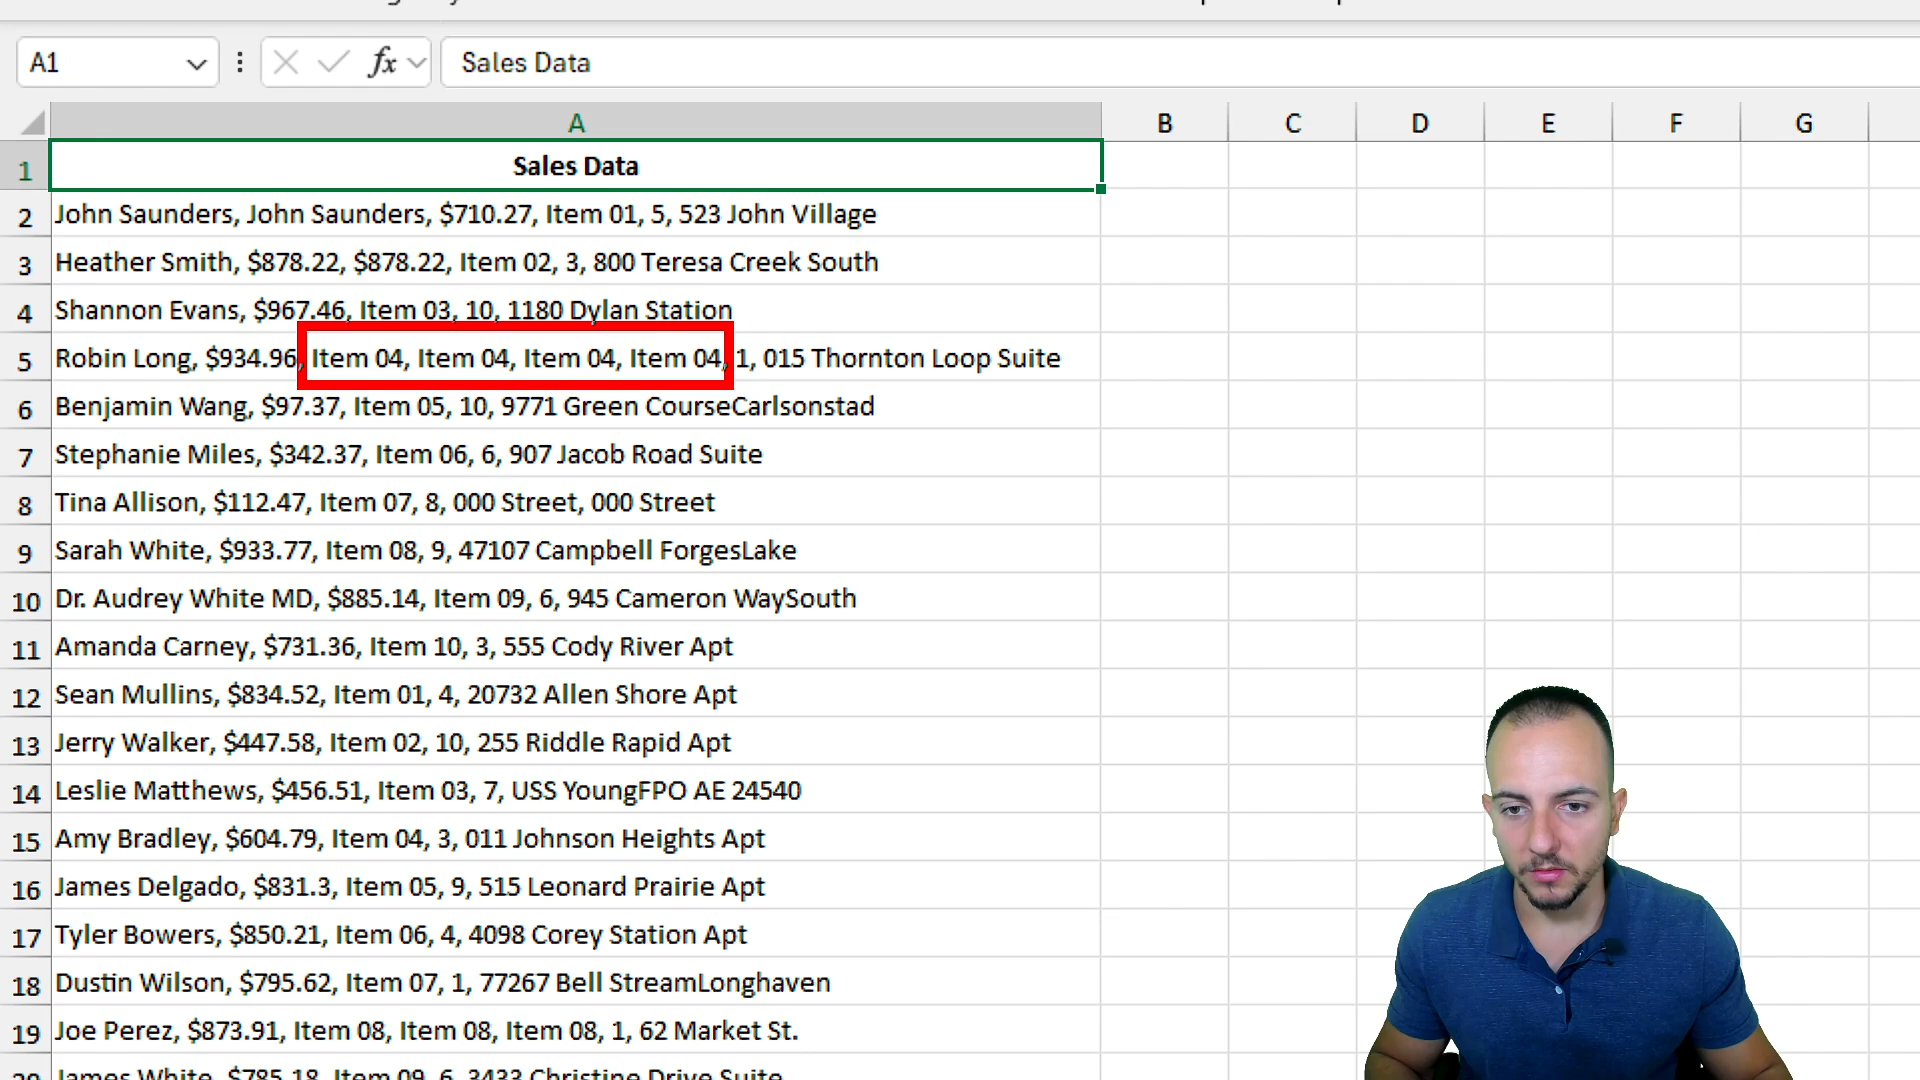 A1
fx
Sales Data
A B C D E F G
1 Sales Data
2 John Saunders, John Saunders, $710.27, Item 01, 5, 523 John Village
3 Heather Smith, $878.22, $878.22, Item 02, 3, 800 Teresa Creek South
4 Shannon Evans, $967.46, Item 03, 10, 1180 Dylan Station
5 Robin Long, $934.96, Item 04, Item 04, Item 04, Item 04, 1, 015 Thornton Loop Suite
6 Benjamin Wang, $97.37, Item 05, 10, 9771 Green CourseCarlsonstad
7 Stephanie Miles, $342.37, Item 06, 6, 907 Jacob Road Suite
8 Tina Allison, $112.47, Item 07, 8, 000 Street, 000 Street
9 Sarah White, $933.77, Item 08, 9, 47107 Campbell ForgesLake
10 Dr. Audrey White MD, $885.14, Item 09, 6, 945 Cameron WaySouth
11 Amanda Carney, $731.36, Item 10, 3, 555 Cody River Apt
12 Sean Mullins, $834.52, Item 01, 4, 20732 Allen Shore Apt
13 Jerry Walker, $447.58, Item 02, 10, 255 Riddle Rapid Apt
14 Leslie Matthews, $456.51, Item 03, 7, USS YoungFPO AE 24540
15 Amy Bradley, $604.79, Item 04, 3, 011 Johnson Heights Apt
16 James Delgado, $831.3, Item 05, 9, 515 Leonard Prairie Apt
17 Tyler Bowers, $850.21, Item 06, 4, 4098 Corey Station Apt
18 Dustin Wilson, $795.62, Item 07, 1, 77267 Bell StreamLonghaven
19 Joe Perez, $873.91, Item 08, Item 08, Item 08, 1, 62 Market St.
20 James White, $785.18, Item 09, 6, 3433 Christine Drive Suite